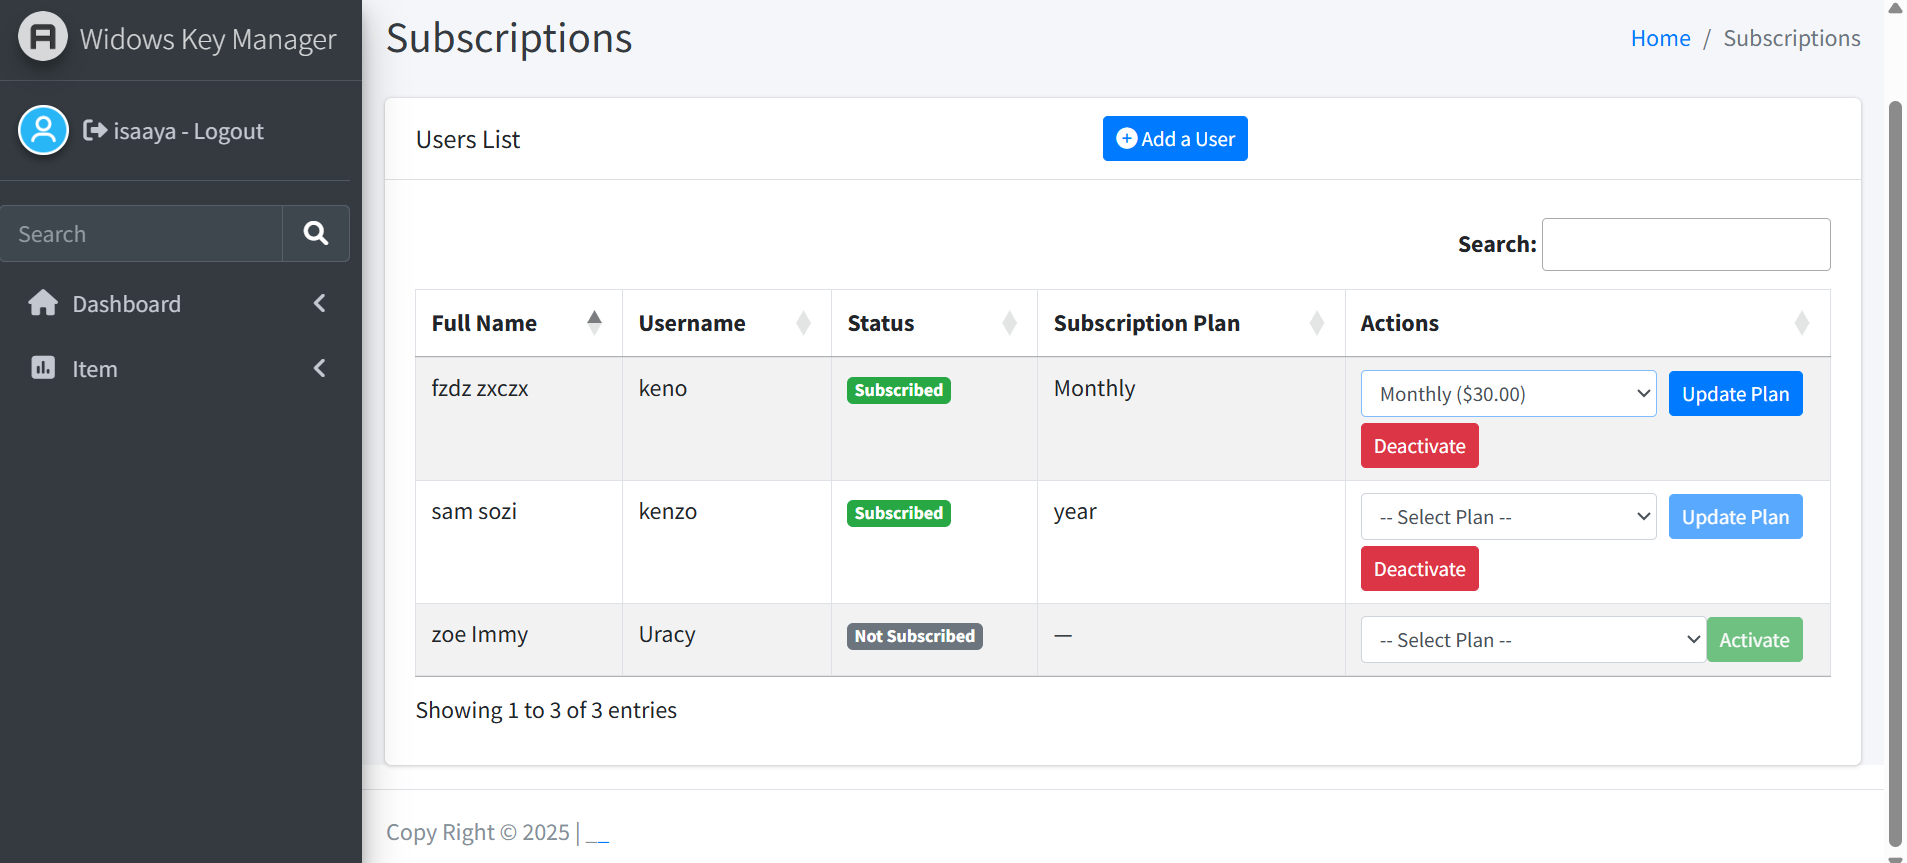 Widows Key Manager
isaaya - Logout
Search
Dashboard
Item
Subscriptions
Home / Subscriptions
Users List
Add a User
Search:
Full Name Username Status Subscription Plan Actions
fzdz zxczx keno Subscribed Monthly Monthly ($30.00) Update Plan
Deactivate
sam sozi kenzo Subscribed year -- Select Plan -- Update Plan
Deactivate
zoe Immy Uracy Not Subscribed — -- Select Plan -- Activate
Showing 1 to 3 of 3 entries
Copy Right © 2025 | __